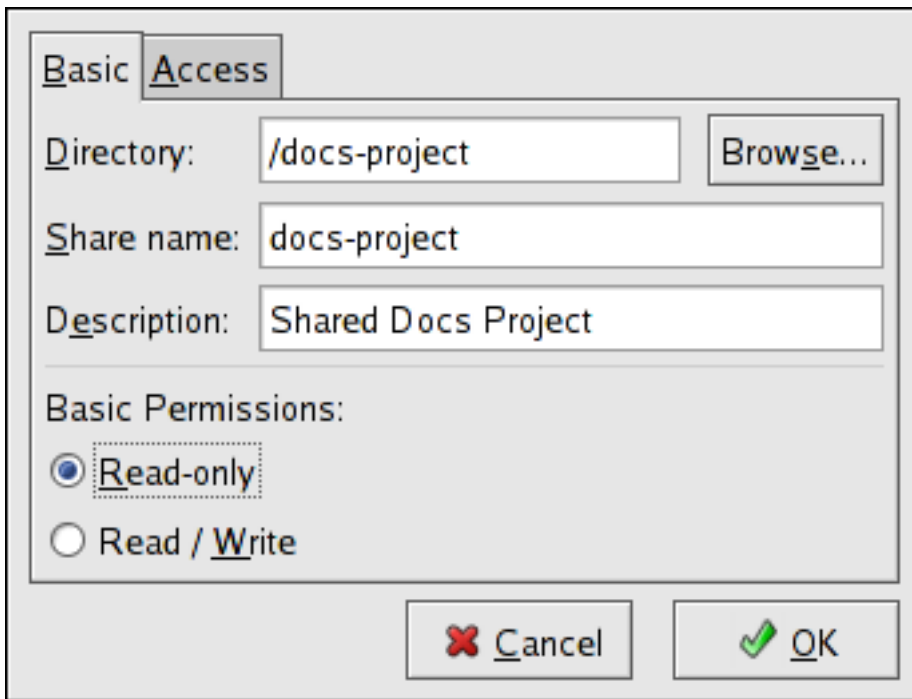 Basic Access
Directory: /docs-project Browse...
Share name: docs-project
Description: Shared Docs Project
Basic Permissions:
Read-only
Read / Write
Cancel OK